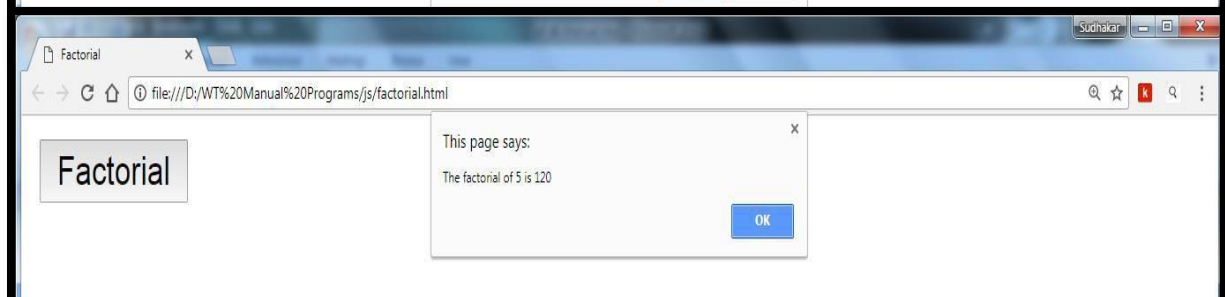 Sudhakar
Factorial
file:///D:/WT%20Manual%20Programs/js/factorial.html
k
This page says:
Factorial
The factorial of 5 is 120
OK